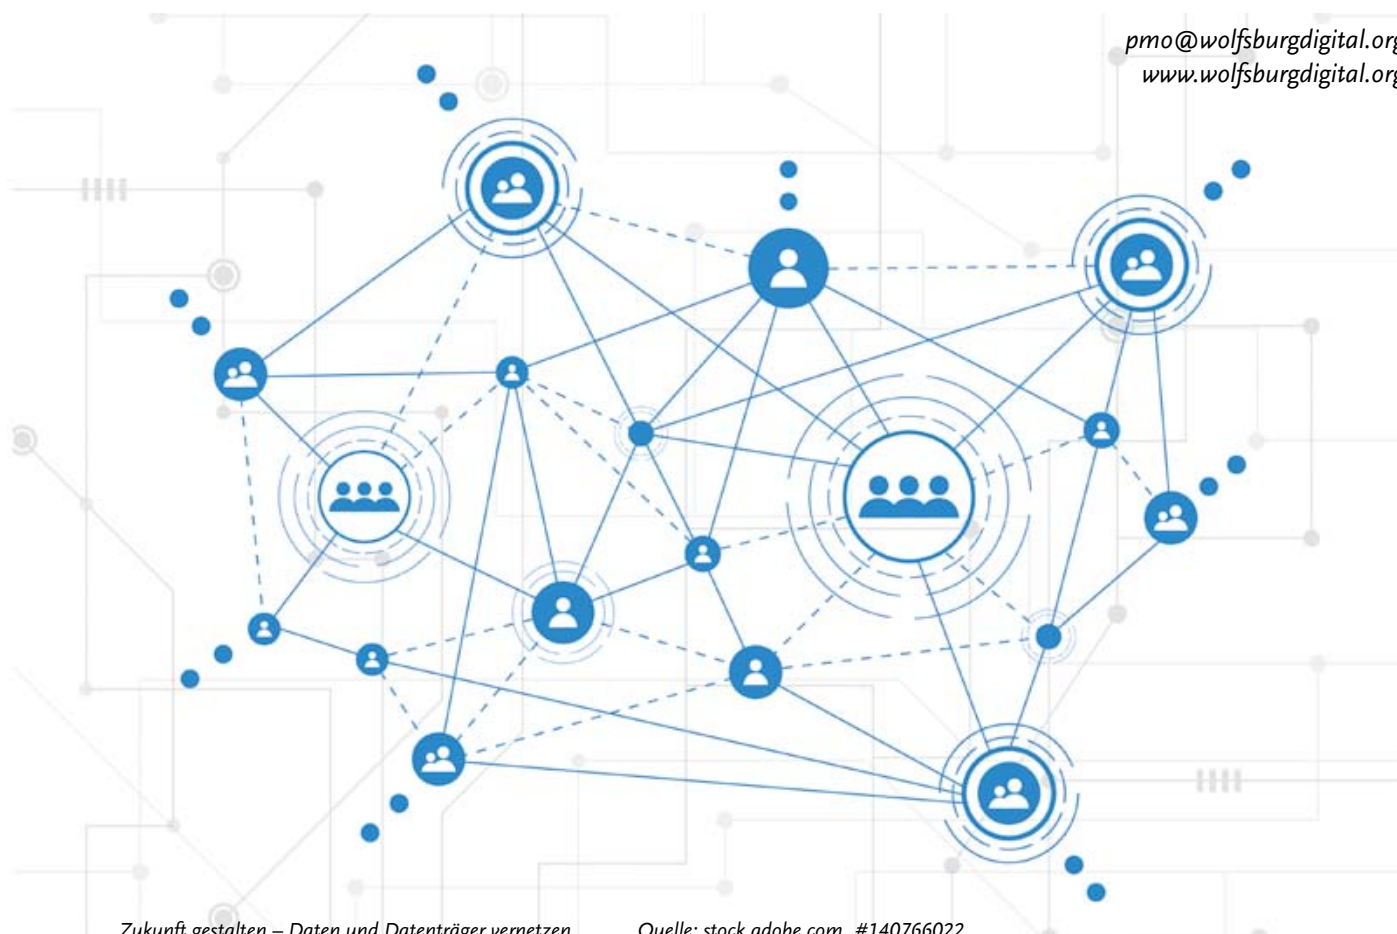 pmo@wolfsburgdigital.org
www.wolfsburgdigital.org
Zukunft gestalten – Daten und Datenträger vernetzen Quelle: stock.adobe.com, #140766022